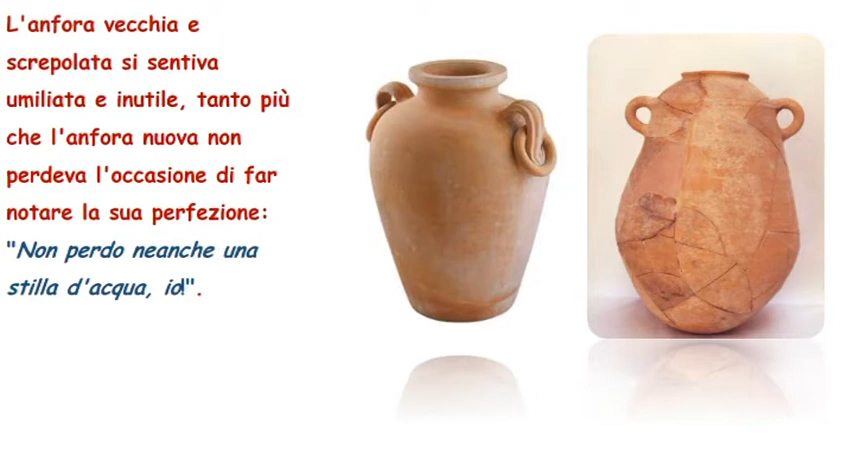 L'anfora vecchia e
screpolata si sentiva
umiliata e inutile, tanto più
che l'anfora nuova non
perdeva l'occasione di far
notare la sua perfezione:
"Non perdo neanche una
stilla d'acqua, io!".